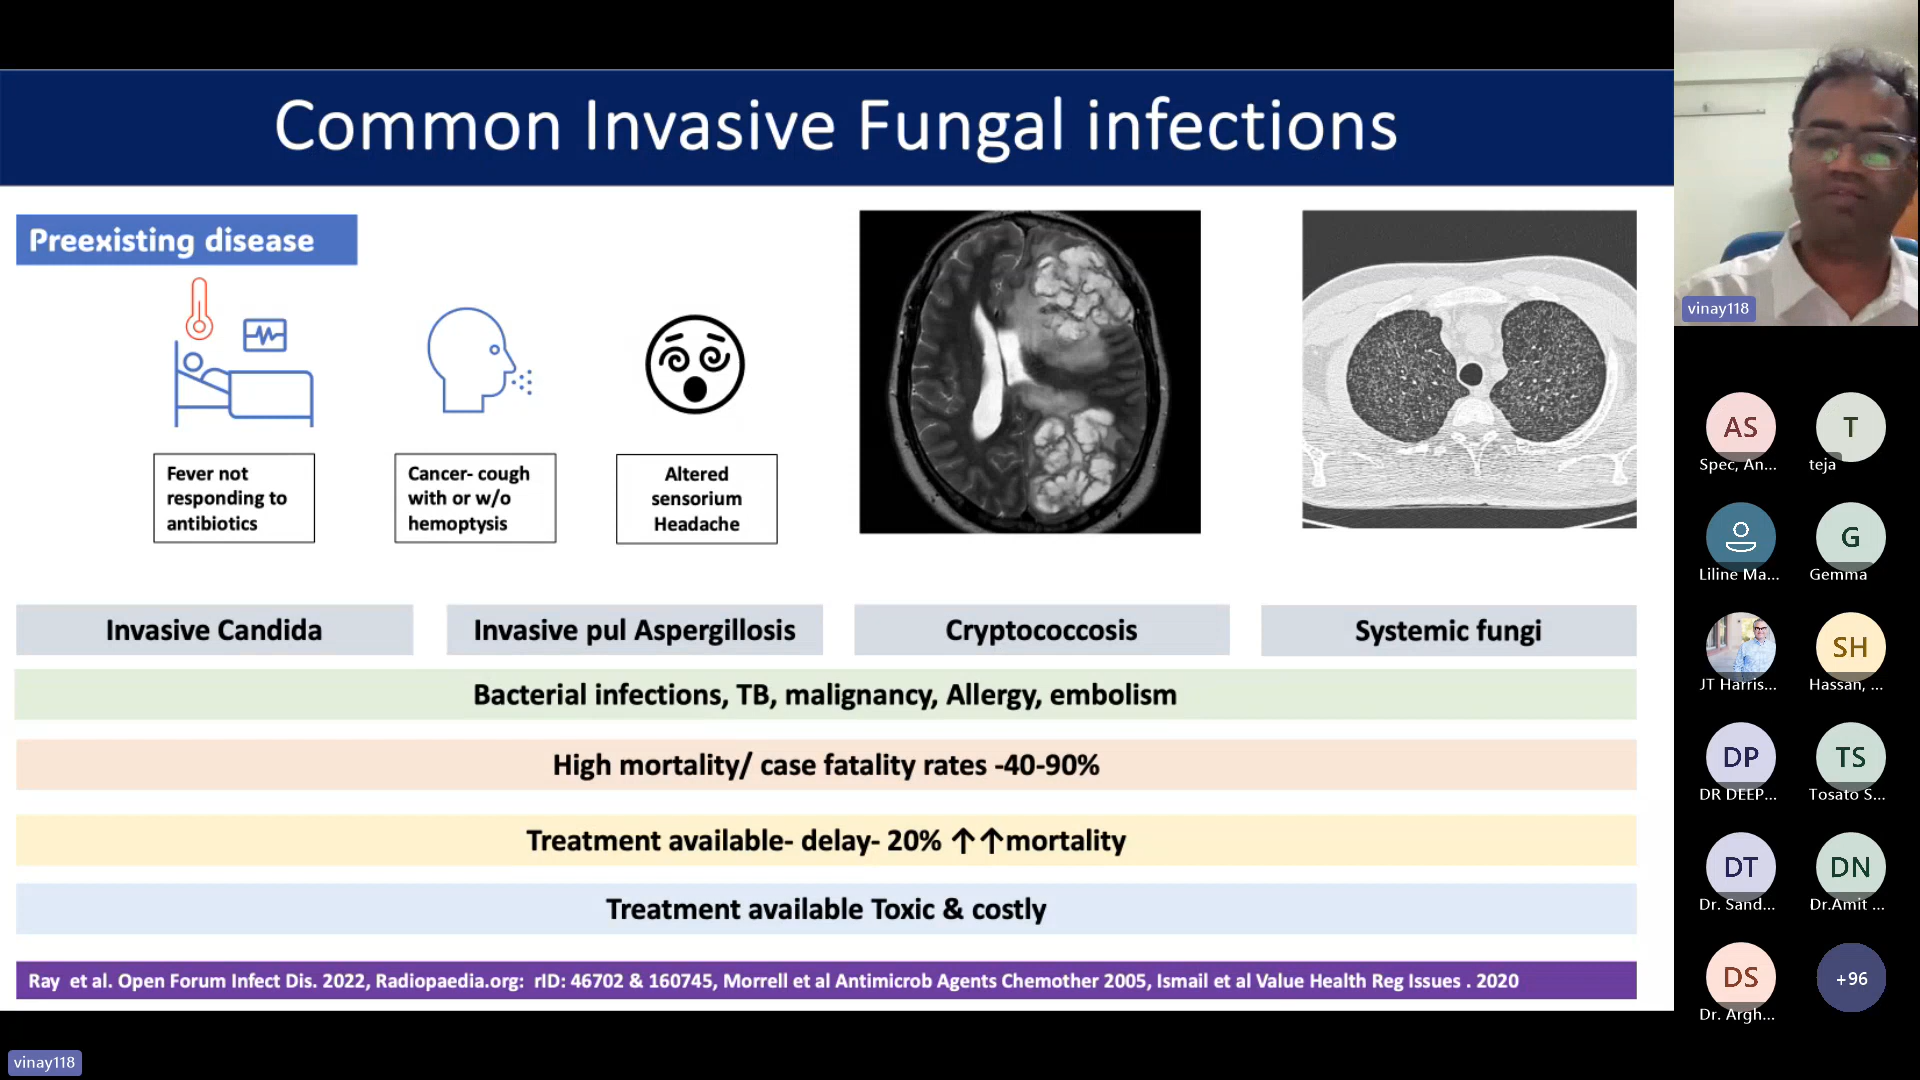 Common Invasive Fungal infections
Preexisting disease
Fever not
responding to
antibiotics
Cancer- cough
with or w/o
hemoptysis
Altered
sensorium
Headache
Invasive Candida
Invasive pul Aspergillosis
Cryptococcosis
Systemic fungi
Bacterial infections, TB, malignancy, Allergy, embolism
High mortality/ case fatality rates -40-90%
Treatment available- delay- 20% ↑↑mortality
Treatment available Toxic & costly
Ray et al. Open Forum Infect Dis. 2022, Radiopaedia.org: rID: 46702 & 160745, Morrell et al Antimicrob Agents Chemother 2005, Ismail et al Value Health Reg Issues . 2020
vinay118
vinay118
AS
Spec, An...
T
teja
Liline Ma...
G
Gemma
JT Harris...
SH
Hassan, ...
DP
DR DEEP...
TS
Tosato S...
DT
Dr. Sand...
DN
Dr.Amit ...
DS
Dr. Argh...
+96